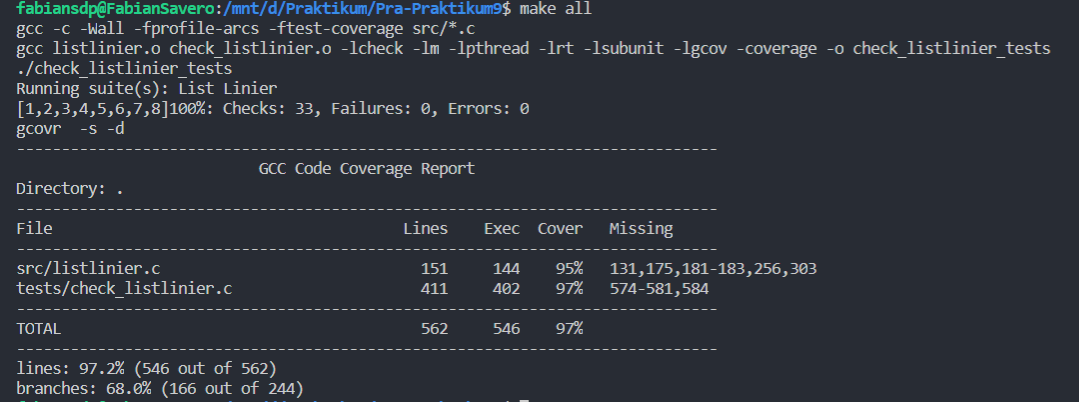 fabiansdp@FabianSavero:/mnt/d/Praktikum/Pra-Praktikum9$ make all
gcc -c -Wall -fprofile-arcs -ftest-coverage src/*.c
gcc listlinier.o check_listlinier.o -lcheck -lm -lpthread -lrt -lsubunit -lgcov -coverage -o check_listlinier_tests
./check_listlinier_tests
Running suite(s): List Linier
[1,2,3,4,5,6,7,8]100%: Checks: 33, Failures: 0, Errors: 0
gcovr  -s -d
------------------------------------------------------------------------------
                           GCC Code Coverage Report
Directory: .
------------------------------------------------------------------------------
File                                       Lines    Exec  Cover   Missing
------------------------------------------------------------------------------
src/listlinier.c                             151     144    95%   131,175,181-183,256,303
tests/check_listlinier.c                     411     402    97%   574-581,584
------------------------------------------------------------------------------
TOTAL                                        562     546    97%
------------------------------------------------------------------------------
lines: 97.2% (546 out of 562)
branches: 68.0% (166 out of 244)